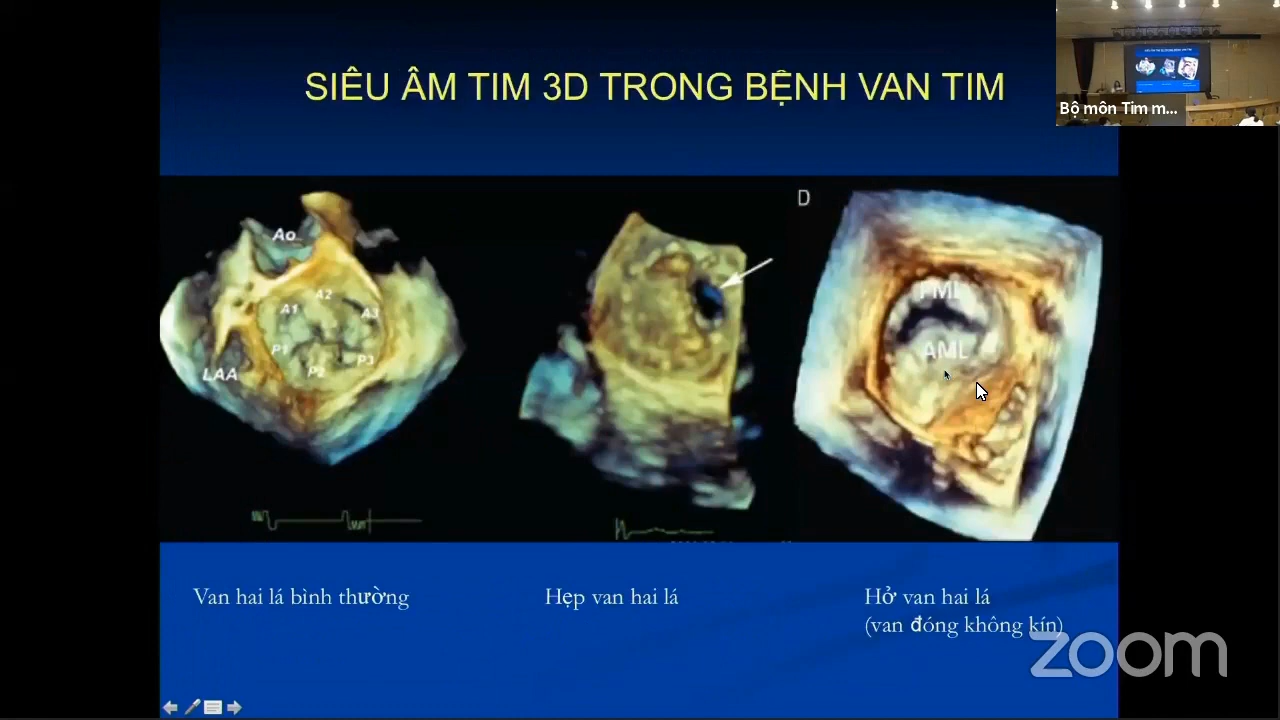 SIÊU ÂM TIM 3D TRONG BỆNH VAN TIM
Bộ môn Tim m...
Ao
A2
A1
A3
P1
P3
P2
LAA
D
PML
AML
Van hai lá bình thường
Hẹp van hai lá
Hở van hai lá
(van đóng không kín)
zoom